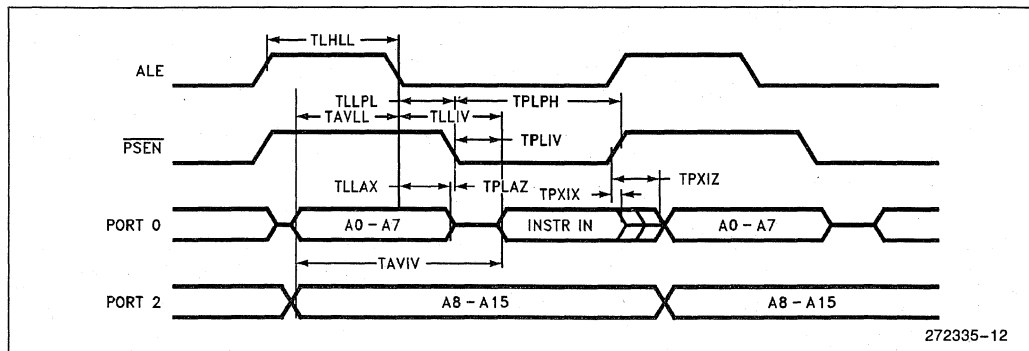 TLHLL
ALE
TLLPL
TPLPH
TAVLL
TLLIV
PSEN
TPLIV
TLLAX
TPLAZ
TPXIZ
TPXIX
PORT 0
A0-A7
INSTR IN
A0-A7
TAVIV
PORT 2
A8-A15
A8-A15
272335-12